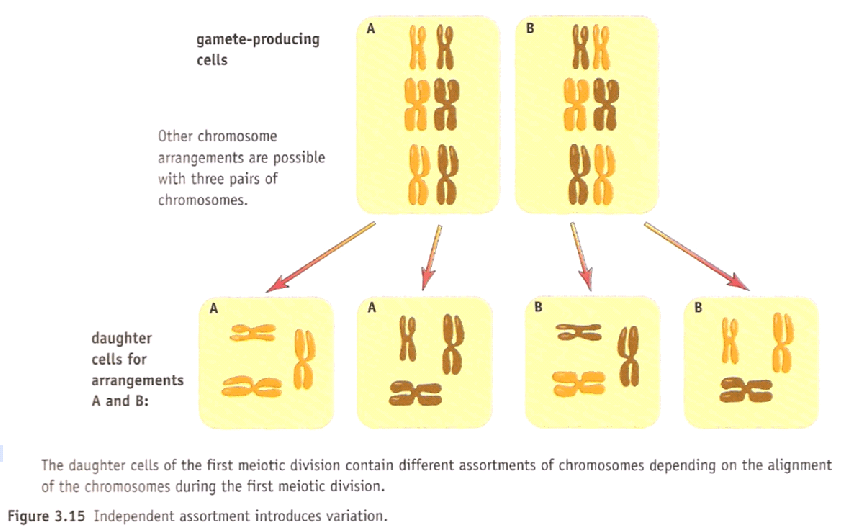 gamete-producing
cells
A
B
Other chromosome
arrangements are possible
with three pairs of
chromosomes.
daughter
cells for
arrangements
A and B:
A
A
B
B
The daughter cells of the first meiotic division contain different assortments of chromosomes depending on the alignment
of the chromosomes during the first meiotic division.
Figure 3.15 Independent assortment introduces variation.